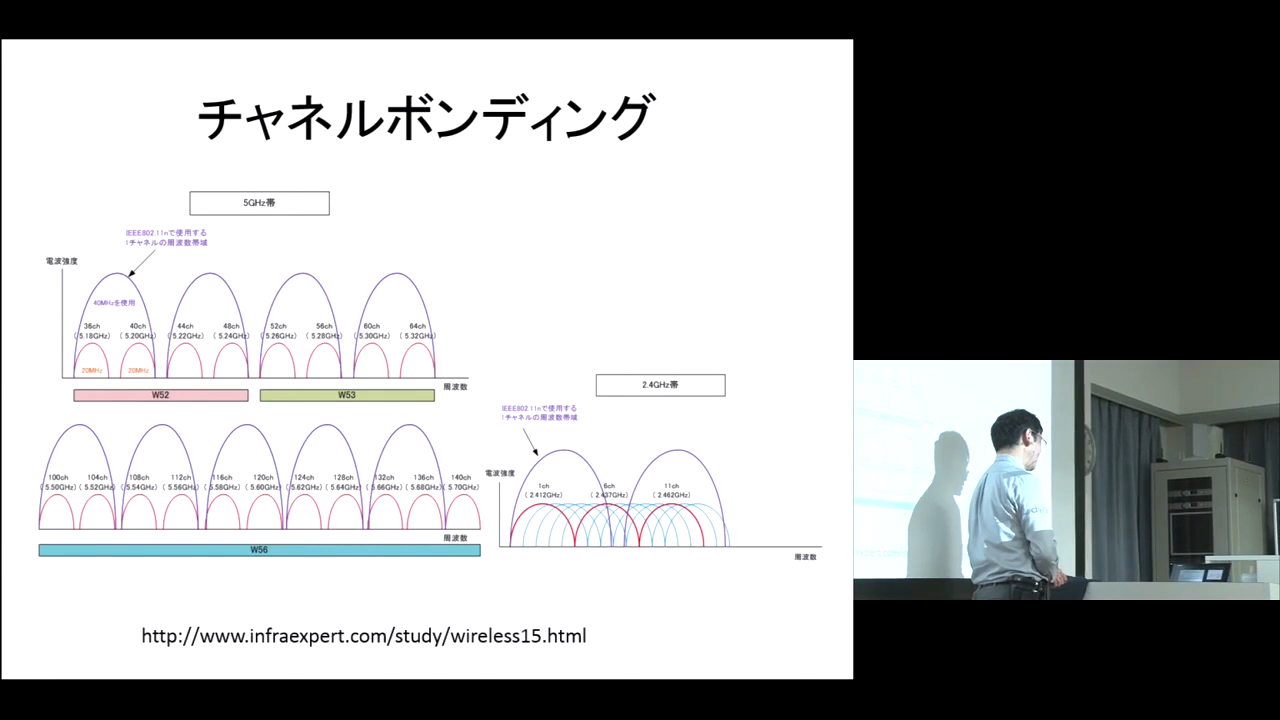 チャネルボンディング
5GHz帯
IEEE802.11nで使用する
1チャネルの周波数帯域
電波強度
40MHzを使用
36ch
40ch
44ch
48ch
52ch
56ch
60ch
64ch
(5.18GHz)
(5.20GHz)
(5.22GHz)
(5.24GHz)
(5.26GHz)
(5.28GHz)
(5.30GHz)
(5.32GHz)
20MHz
20MHz
周波数
W52
W53
100ch
104ch
108ch
112ch
116ch
120ch
124ch
128ch
132ch
136ch
140ch
(5.50GHz)
(5.52GHz)
(5.54GHz)
(5.56GHz)
(5.58GHz)
(5.60GHz)
(5.62GHz)
(5.64GHz)
(5.66GHz)
(5.68GHz)
(5.70GHz)
周波数
W56
2.4GHz帯
IEEE802.11nで使用する
1チャネルの周波数帯域
電波強度
1ch
6ch
11ch
(2.412GHz)
(2.437GHz)
(2.462GHz)
周波数
http://www.infraexpert.com/study/wireless15.html